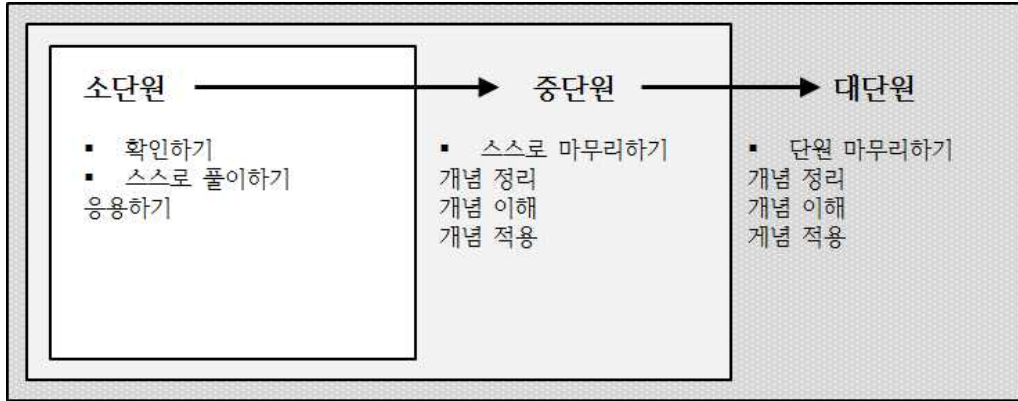 소단원
▪ 확인하기
▪ 스스로 풀이하기
응용하기
중단원
▪ 스스로 마무리하기
개념 정리
개념 이해
개념 적용
대단원
▪ 단원 마무리하기
개념 정리
개념 이해
게념 적용